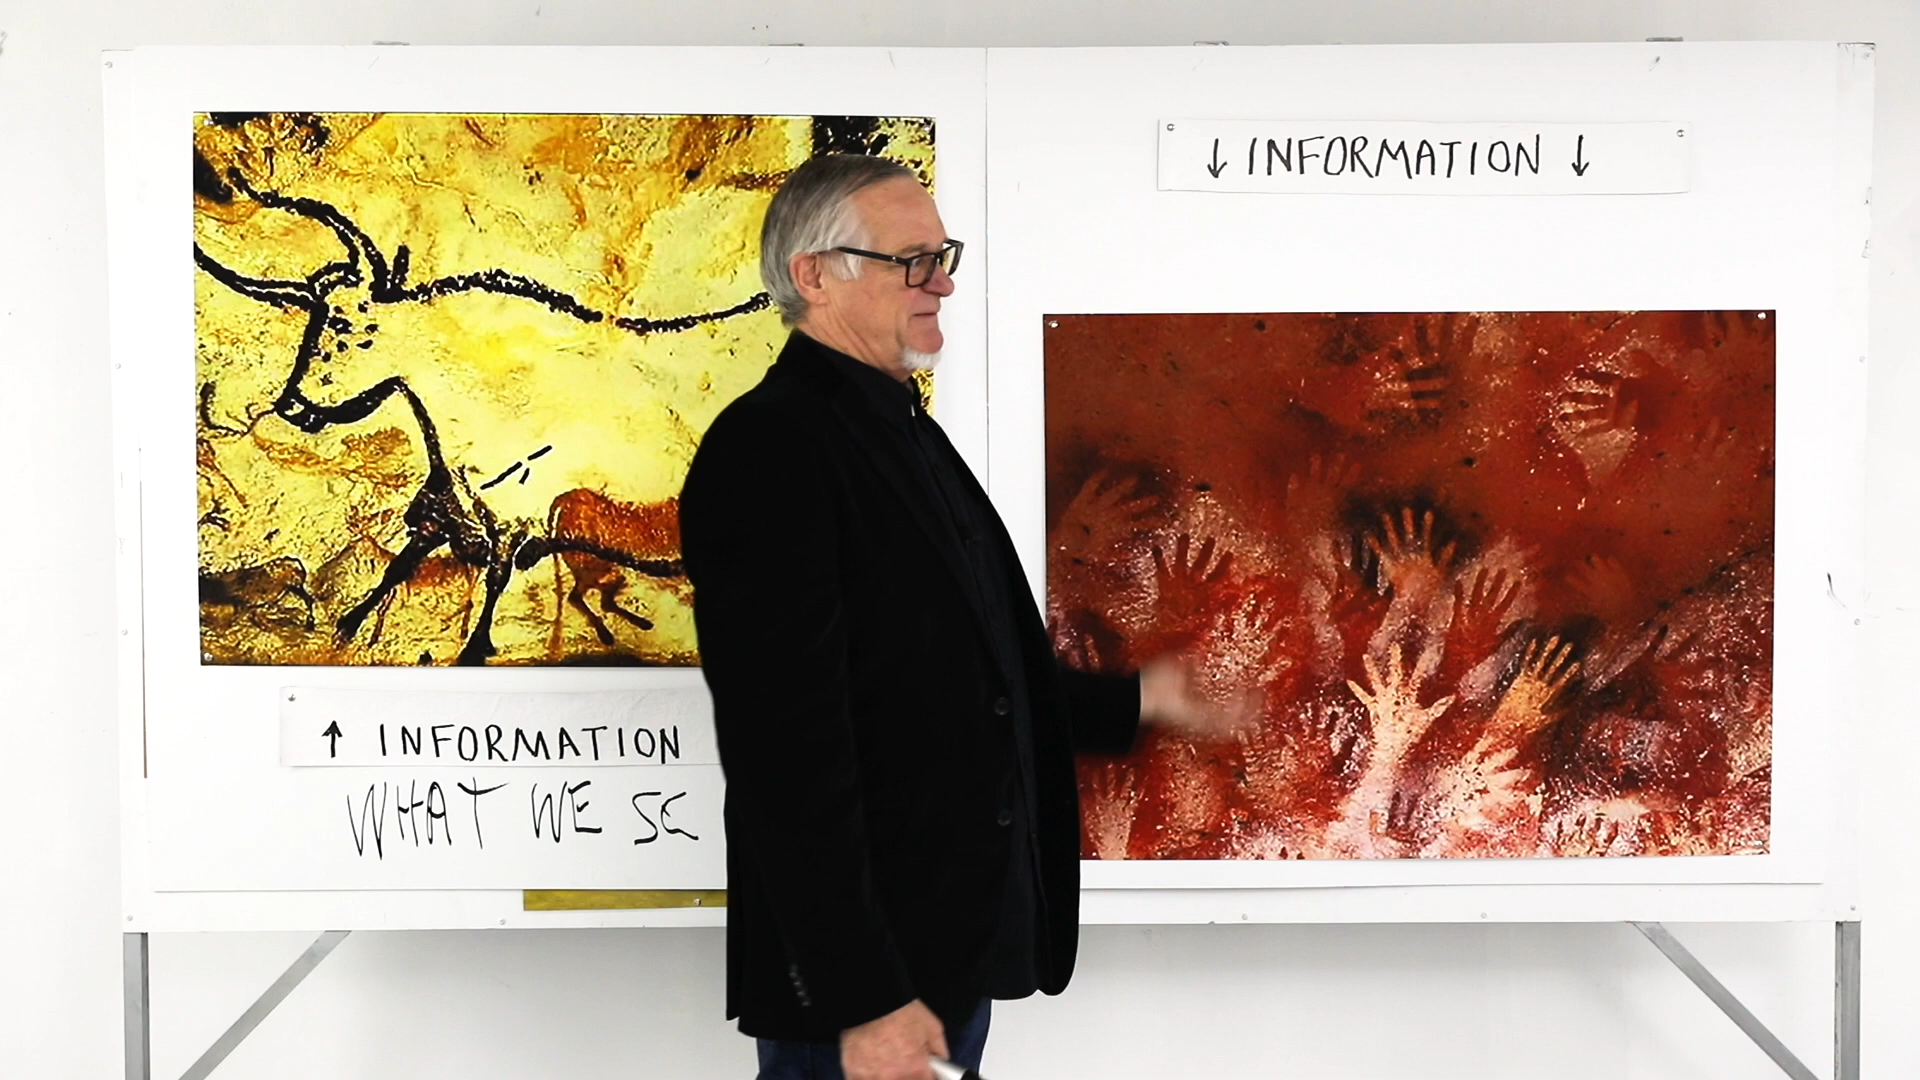 ↑ INFORMATION
WHAT WE SE
↓ INFORMATION ↓